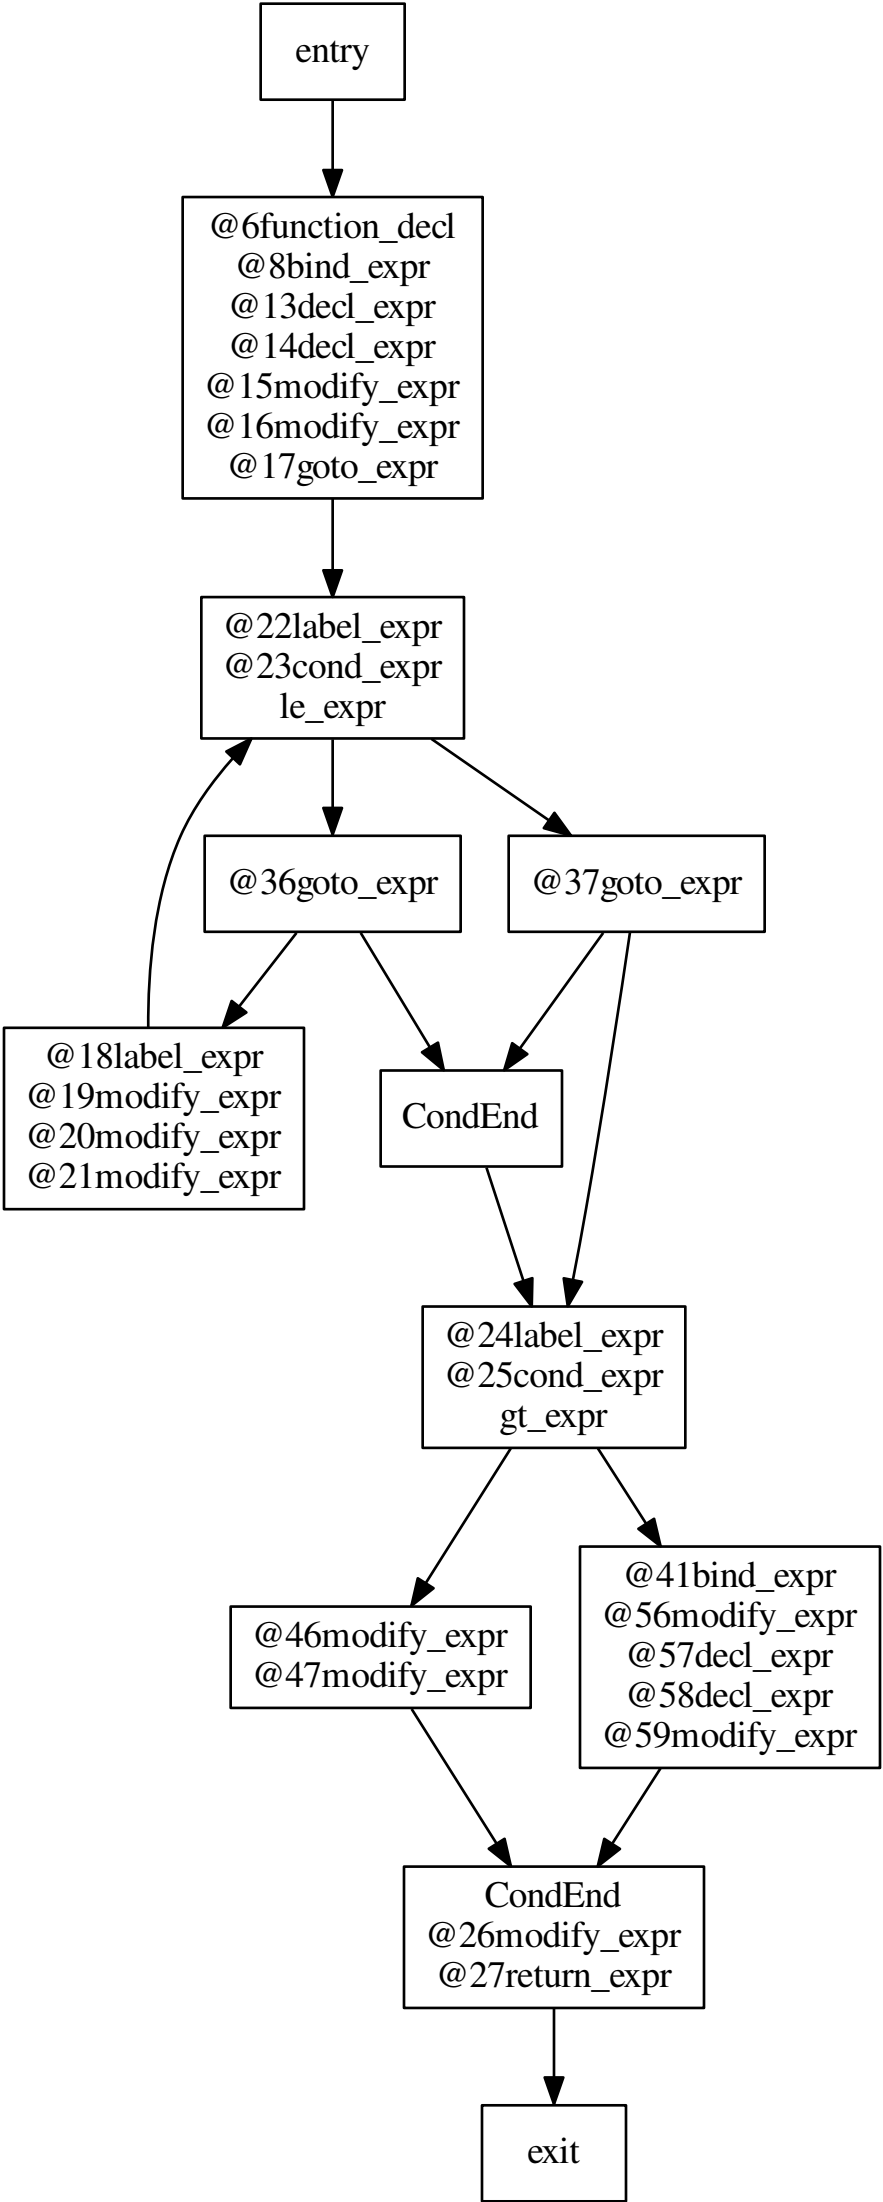 entry
@6function_decl
@8bind_expr
@13decl_expr
@14decl_expr
@15modify_expr
@16modify_expr
@17goto_expr
@22label_expr
@23cond_expr
le_expr
@36goto_expr
@37goto_expr
@18label_expr
@19modify_expr
@20modify_expr
@21modify_expr
CondEnd
@24label_expr
@25cond_expr
gt_expr
@46modify_expr
@47modify_expr
@41bind_expr
@56modify_expr
@57decl_expr
@58decl_expr
@59modify_expr
CondEnd
@26modify_expr
@27return_expr
exit